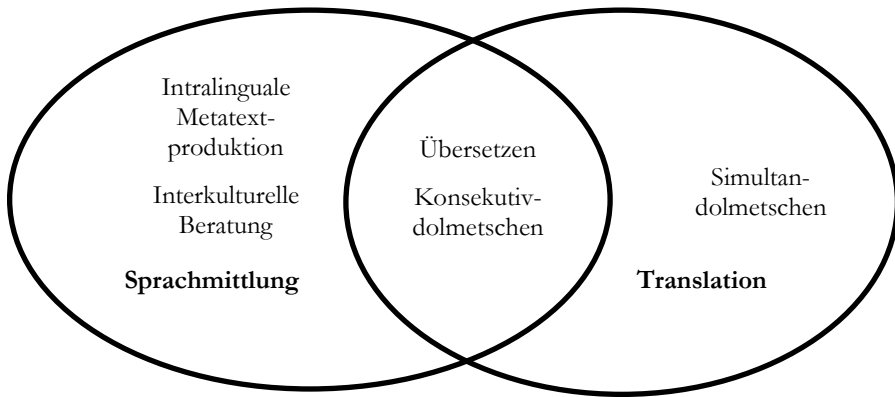 Intralinguale
Metatext-
produktion
Interkulturelle
Beratung
Sprachmittlung
Übersetzen
Konsekutiv-
dolmetschen
Simultan-
dolmetschen
Translation